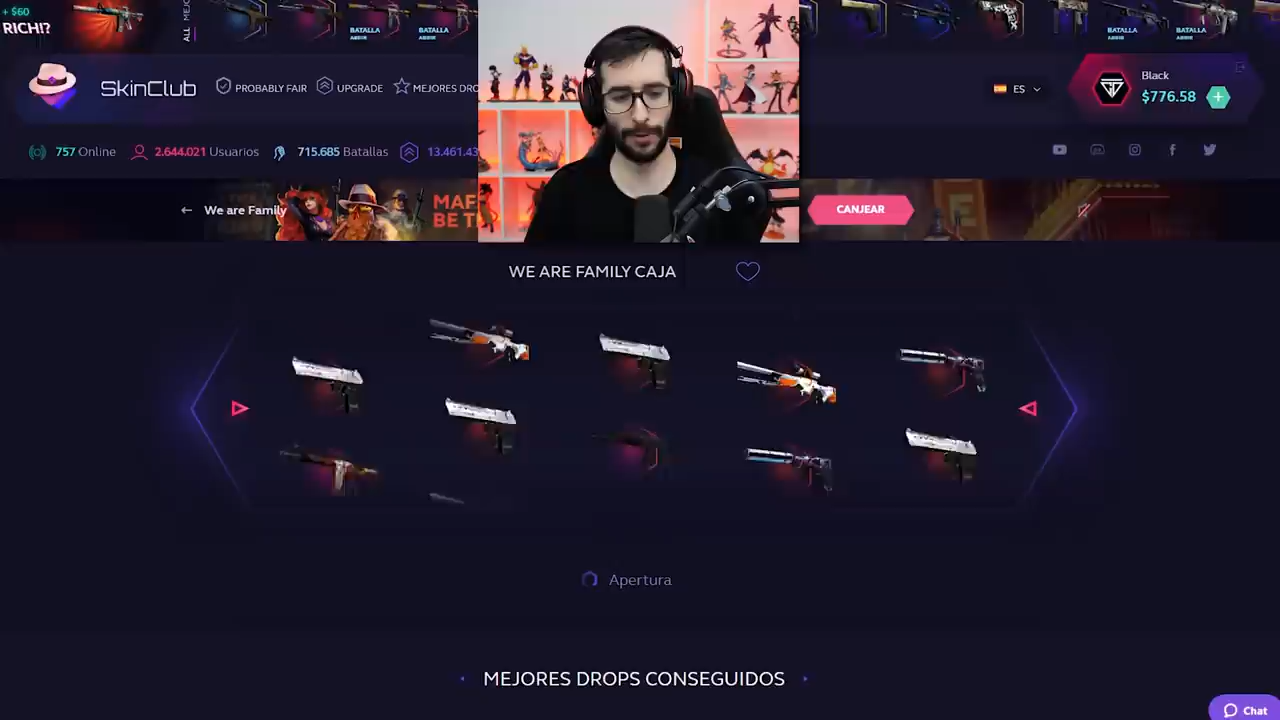 + $60
RICH!?
BATALLA
BATALLA
BATALLA
BATALLA
SkinClub
PROBABLY FAIR
UPGRADE
MEJORES DRO
ES
Black
$776.58
757 Online
2.644.021 Usuarios
715.685 Batallas
13.461.43
← We are Family
MAF
BE T
CANJEAR
WE ARE FAMILY CAJA
Apertura
MEJORES DROPS CONSEGUIDOS
Chat